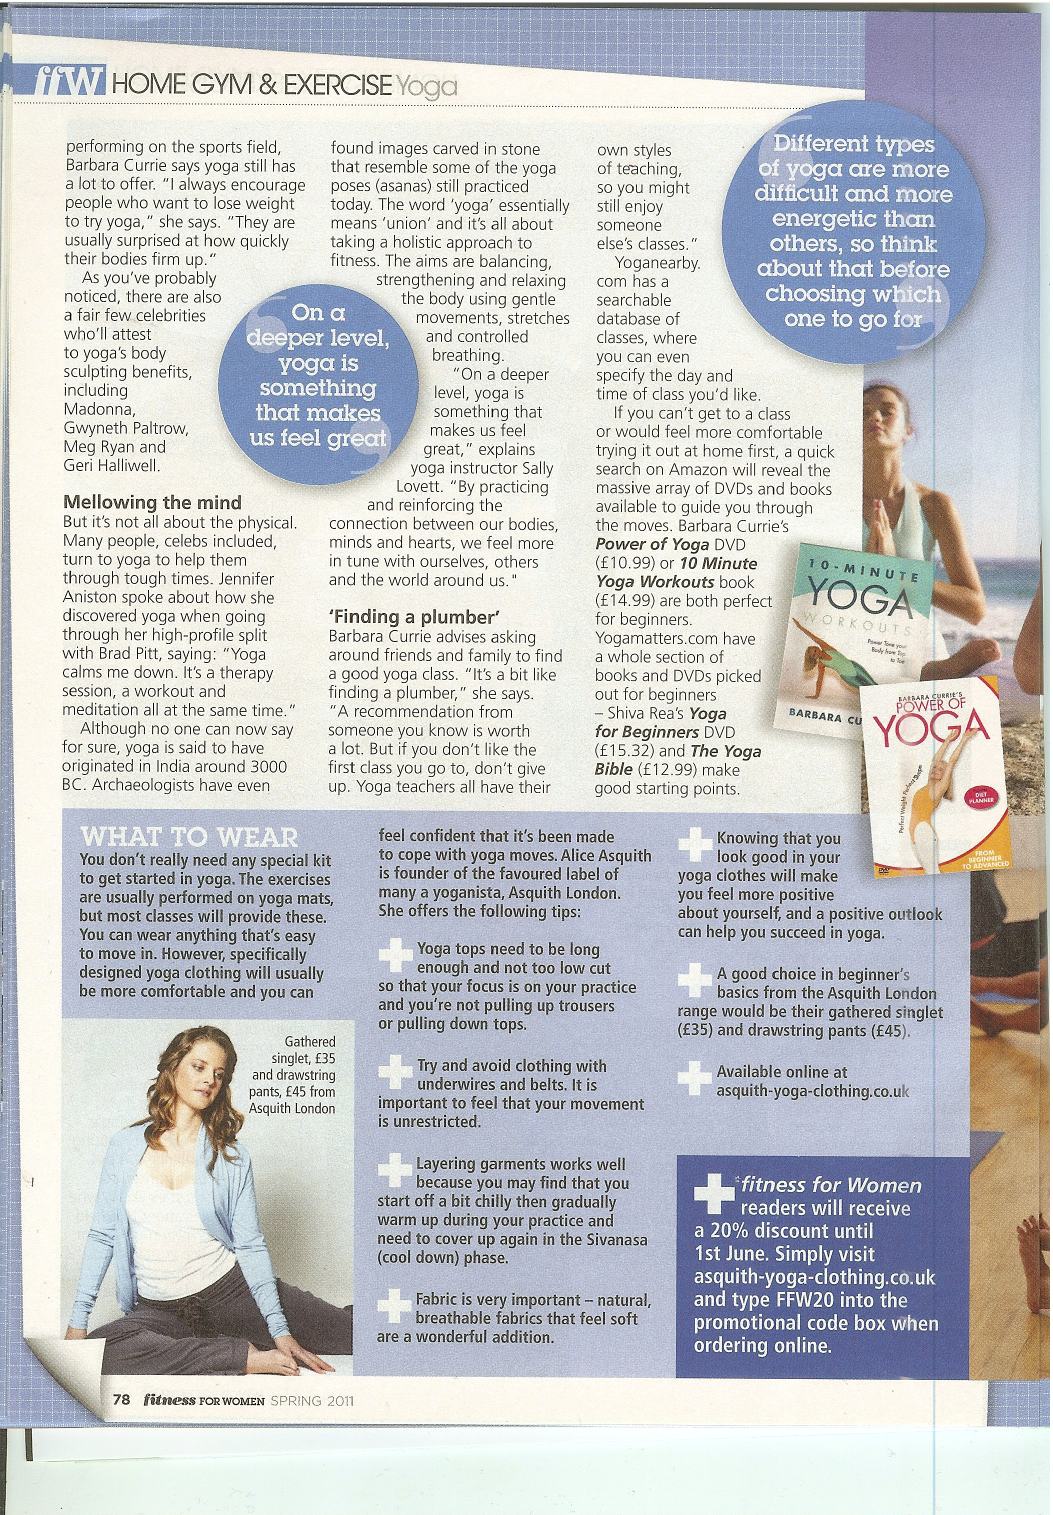 ffW HOME GYM & EXERCISE Yoga
performing on the sports field,
Barbara Currie says yoga still has
a lot to offer. “I always encourage
people who want to lose weight
to try yoga,” she says. “They are
usually surprised at how quickly
their bodies firm up.”
As you’ve probably
noticed, there are also
a fair few celebrities
who’ll attest
to yoga’s body
sculpting benefits,
including
Madonna,
Gwyneth Paltrow,
Meg Ryan and
Geri Halliwell.
Mellowing the mind
But it’s not all about the physical.
Many people, celebs included,
turn to yoga to help them
through tough times. Jennifer
Aniston spoke about how she
discovered yoga when going
through her high-profile split
with Brad Pitt, saying: “Yoga
calms me down. It’s a therapy
session, a workout and
meditation all at the same time.”
Although no one can now say
for sure, yoga is said to have
originated in India around 3000
BC. Archaeologists have even
On a
deeper level,
yoga is
something
that makes
us feel great
found images carved in stone
that resemble some of the yoga
poses (asanas) still practiced
today. The word ‘yoga’ essentially
means ‘union’ and it’s all about
taking a holistic approach to
fitness. The aims are balancing,
strengthening and relaxing
the body using gentle
movements, stretches
and controlled
breathing.
“On a deeper
level, yoga is
something that
makes us feel
great,” explains
yoga instructor Sally
Lovett. “By practicing
and reinforcing the
connection between our bodies,
minds and hearts, we feel more
in tune with ourselves, others
and the world around us."
‘Finding a plumber’
Barbara Currie advises asking
around friends and family to find
a good yoga class. “It’s a bit like
finding a plumber,” she says.
“A recommendation from
someone you know is worth
a lot. But if you don’t like the
first class you go to, don’t give
up. Yoga teachers all have their
own styles
of teaching,
so you might
still enjoy
someone
else’s classes.”
Yoganearby.
com has a
searchable
database of
classes, where
you can even
specify the day and
time of class you’d like.
If you can’t get to a class
or would feel more comfortable
trying it out at home first, a quick
search on Amazon will reveal the
massive array of DVDs and books
available to guide you through
the moves. Barbara Currie’s
Power of Yoga DVD
(£10.99) or 10 Minute
Yoga Workouts book
(£14.99) are both perfect
for beginners.
Yogamatters.com have
a whole section of
books and DVDs picked
out for beginners
– Shiva Rea’s Yoga
for Beginners DVD
(£15.32) and The Yoga
Bible (£12.99) make
good starting points.
Different types
of yoga are more
difficult and more
energetic than
others, so think
about that before
choosing which
one to go for
10-MINUTE
YOGA
WORKOUTS
Power Tone your
Body from Top
to Toe
BARBARA CU
BARBARA CURRIE’S
POWER OF
YOGA
Perfect Weight Perfect Shape
DIET
PLANNER
FROM
BEGINNER
TO ADVANCED
DVD
WHAT TO WEAR
You don’t really need any special kit
to get started in yoga. The exercises
are usually performed on yoga mats,
but most classes will provide these.
You can wear anything that’s easy
to move in. However, specifically
designed yoga clothing will usually
be more comfortable and you can
Gathered
singlet, £35
and drawstring
pants, £45 from
Asquith London
feel confident that it’s been made
to cope with yoga moves. Alice Asquith
is founder of the favoured label of
many a yoganista, Asquith London.
She offers the following tips:
Yoga tops need to be long
enough and not too low cut
so that your focus is on your practice
and you’re not pulling up trousers
or pulling down tops.
Try and avoid clothing with
underwires and belts. It is
important to feel that your movement
is unrestricted.
Layering garments works well
because you may find that you
start off a bit chilly then gradually
warm up during your practice and
need to cover up again in the Sivanasa
(cool down) phase.
Fabric is very important – natural,
breathable fabrics that feel soft
are a wonderful addition.
Knowing that you
look good in your
yoga clothes will make
you feel more positive
about yourself, and a positive outlook
can help you succeed in yoga.
A good choice in beginner’s
basics from the Asquith London
range would be their gathered singlet
(£35) and drawstring pants (£45).
Available online at
asquith-yoga-clothing.co.uk
fitness for Women
readers will receive
a 20% discount until
1st June. Simply visit
asquith-yoga-clothing.co.uk
and type FFW20 into the
promotional code box when
ordering online.
78 fitness FOR WOMEN SPRING 2011